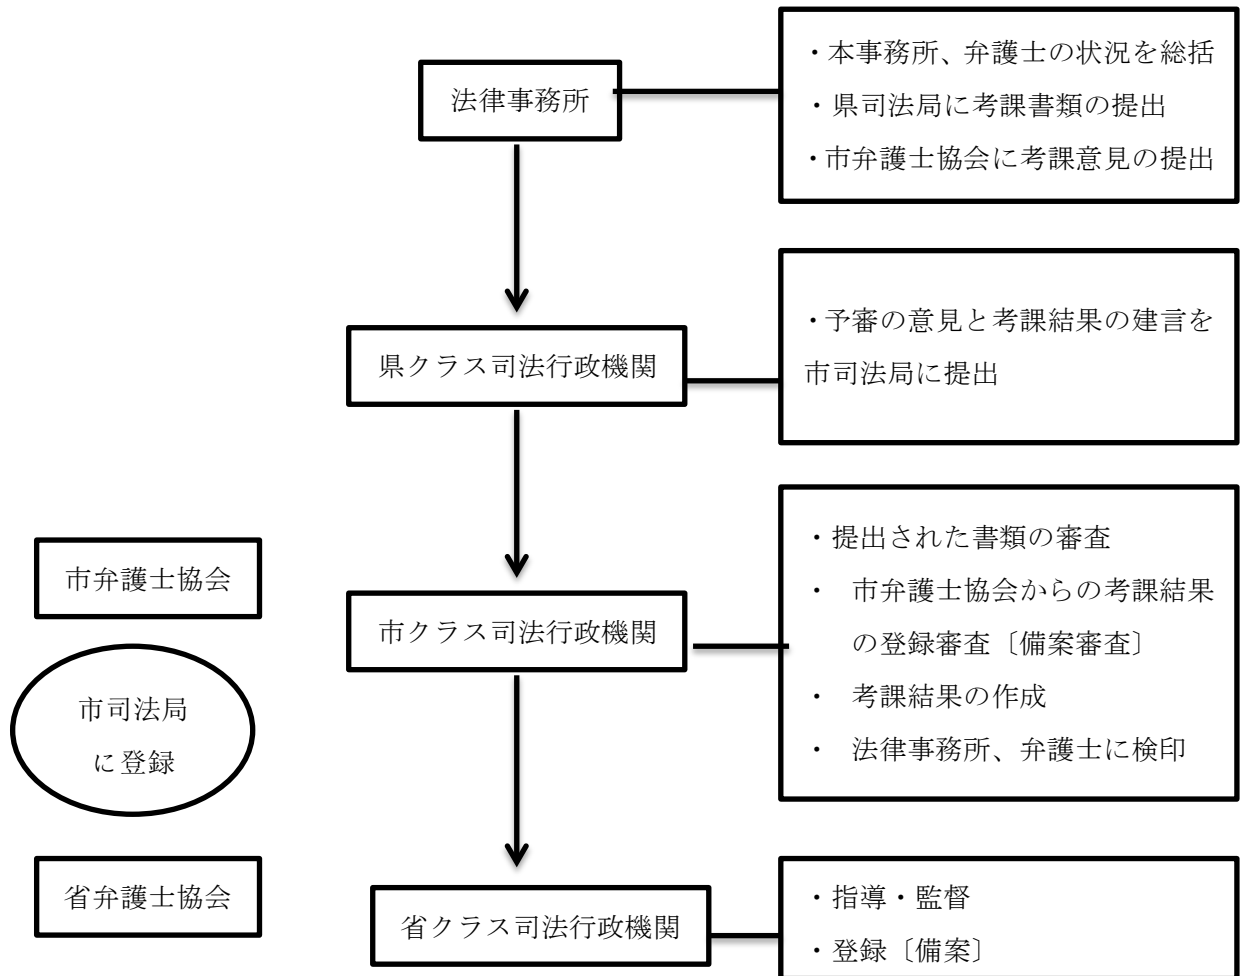 法律事務所
・本事務所、弁護士の状況を総括
・県司法局に考課書類の提出
・市弁護士協会に考課意見の提出
県クラス司法行政機関
・予審の意見と考課結果の建言を
市司法局に提出
市弁護士協会
市司法局
に登録
省弁護士協会
市クラス司法行政機関
・提出された書類の審査
・ 市弁護士協会からの考課結果
の登録審査〔備案審査〕
・ 考課結果の作成
・ 法律事務所、弁護士に検印
省クラス司法行政機関
・指導・監督
・登録〔備案〕